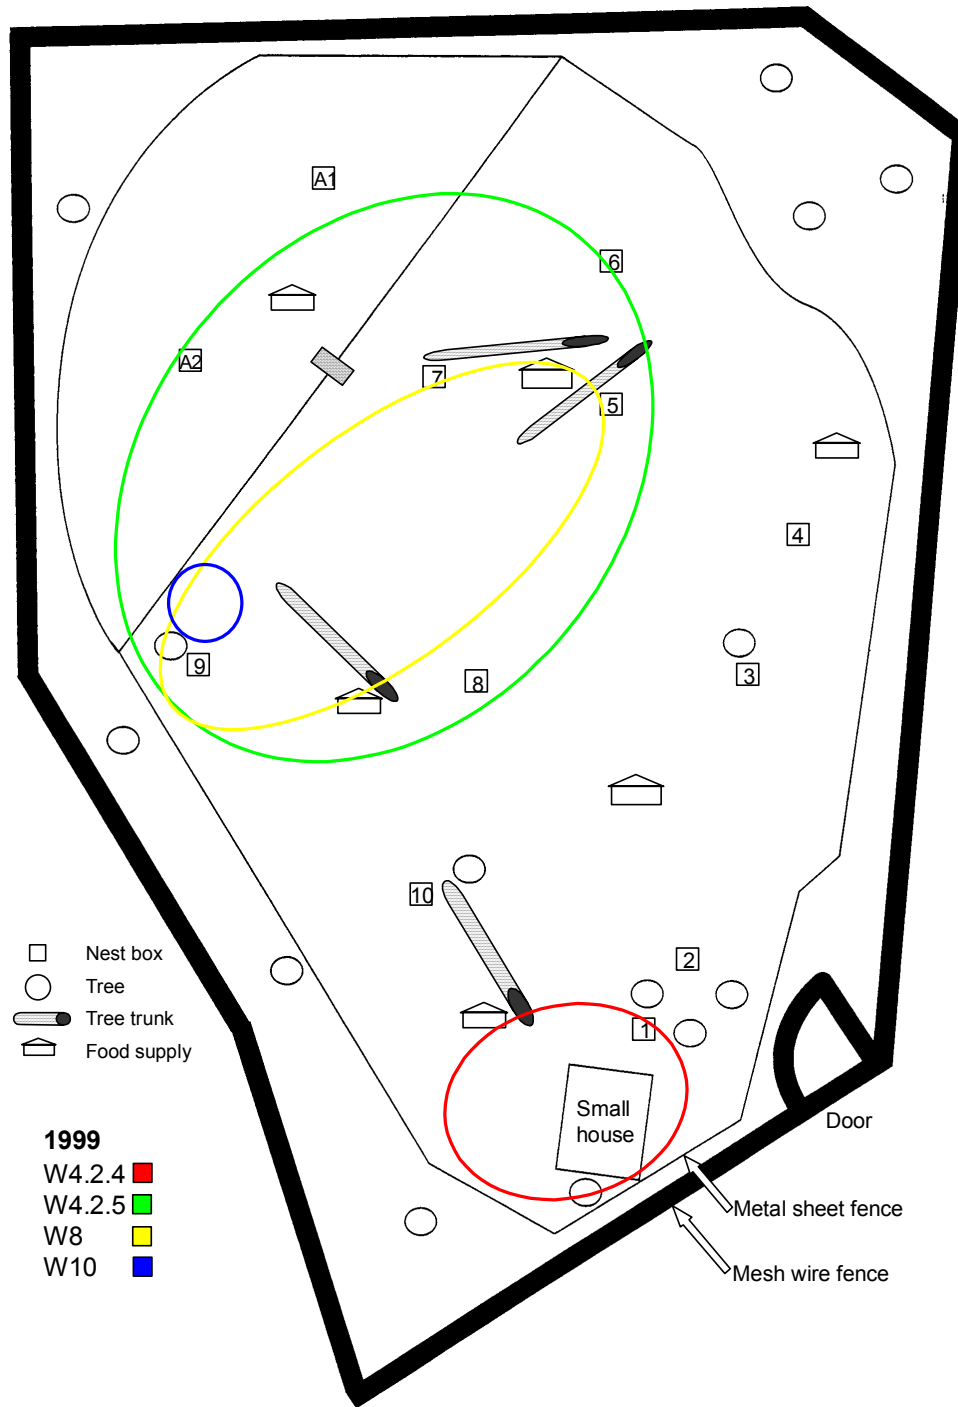 A1
6
A2
7
5
4
9
8
3
10
2
1
Nest box
Tree
Tree trunk
Food supply
Small
house
Door
1999
W4.2.4
W4.2.5
W8
W10
Metal sheet fence
Mesh wire fence